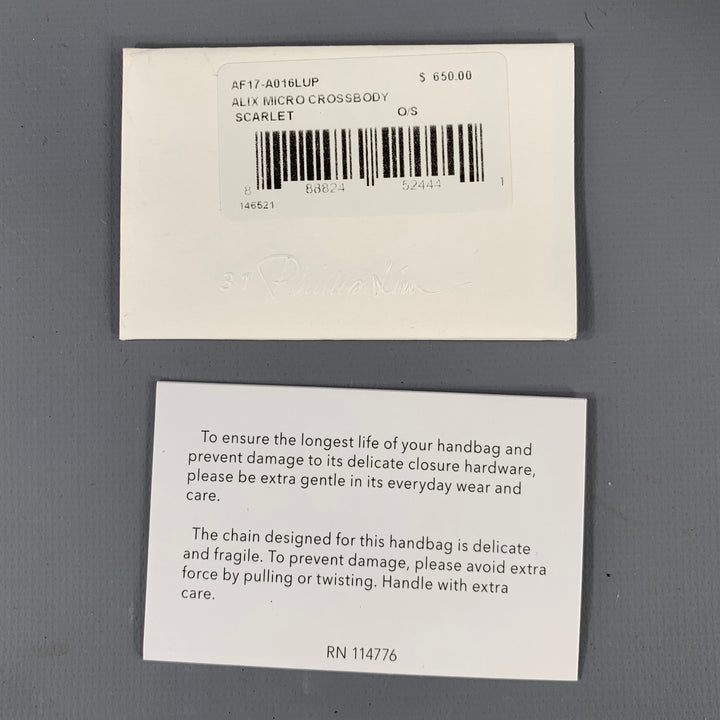 AF17-A016LUP $ 650.00
ALIX MICRO CROSSBODY
SCARLET O/S
8 88824 52444 1
146521
31 Phillip Lim
To ensure the longest life of your handbag and
prevent damage to its delicate closure hardware,
please be extra gentle in its everyday wear and
care.
The chain designed for this handbag is delicate
and fragile. To prevent damage, please avoid extra
force by pulling or twisting. Handle with extra
care.
RN 114776